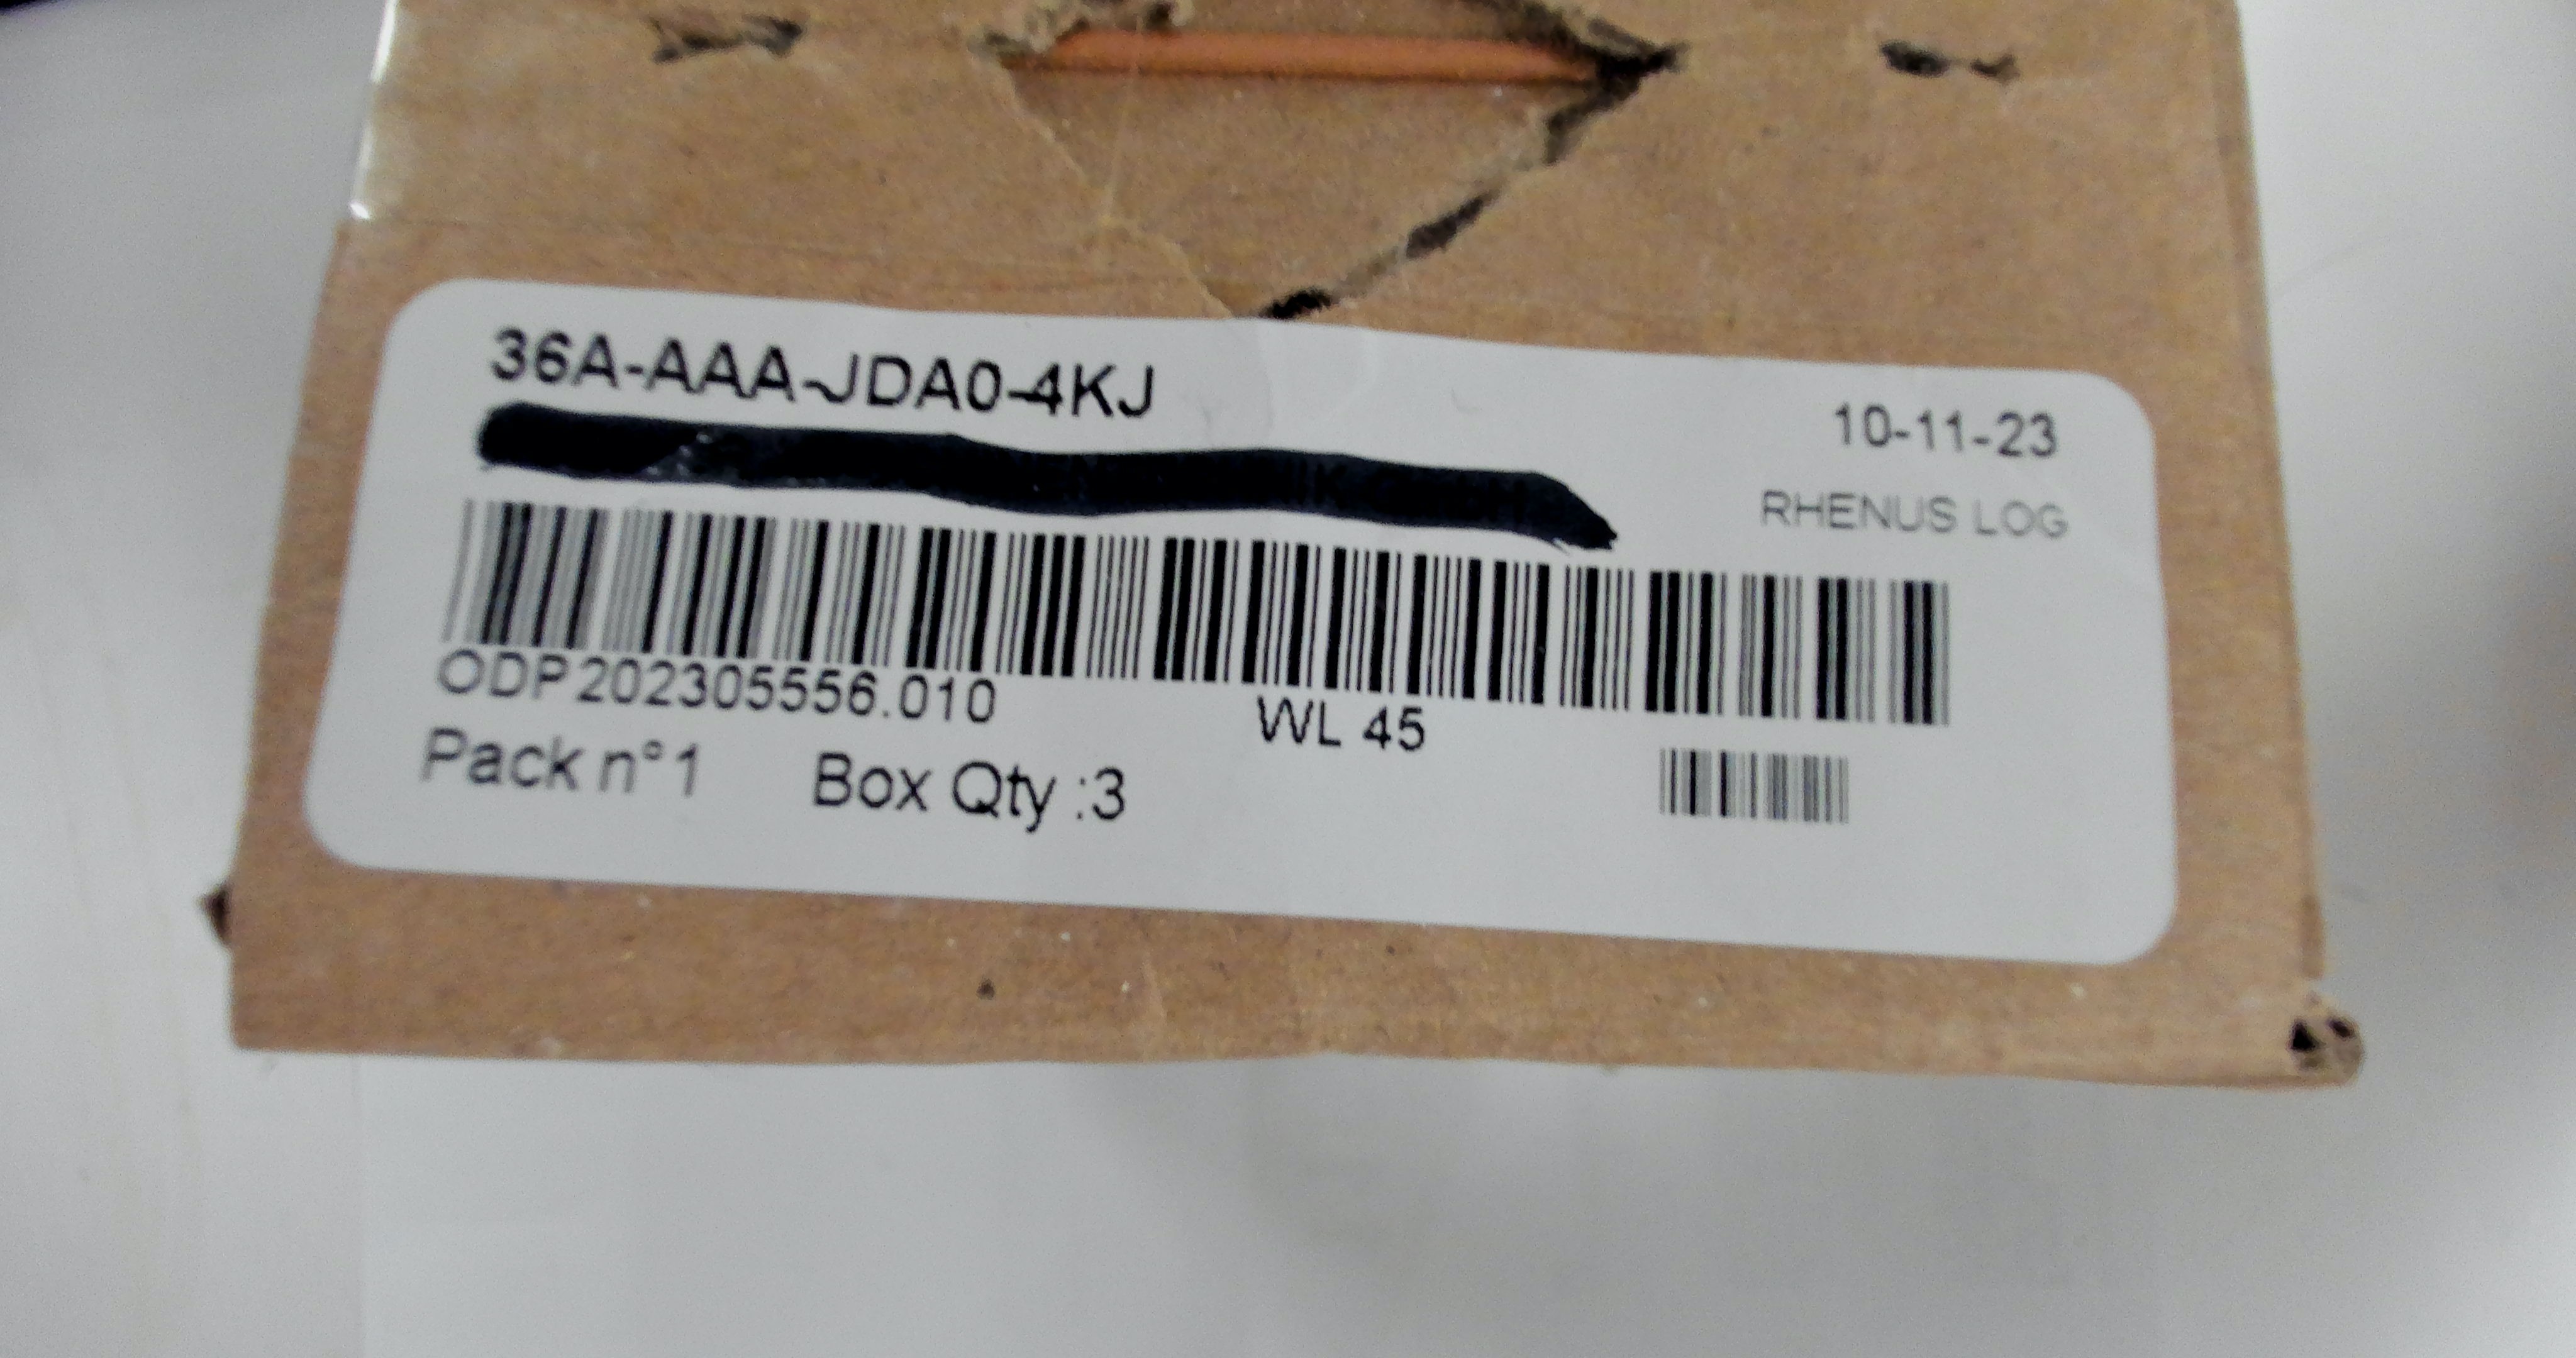 36A-AAA-JDA0-4KJ
10-11-23
RHENUS LOG
ODP202305556.010
WL 45
Pack n°1 Box Qty :3